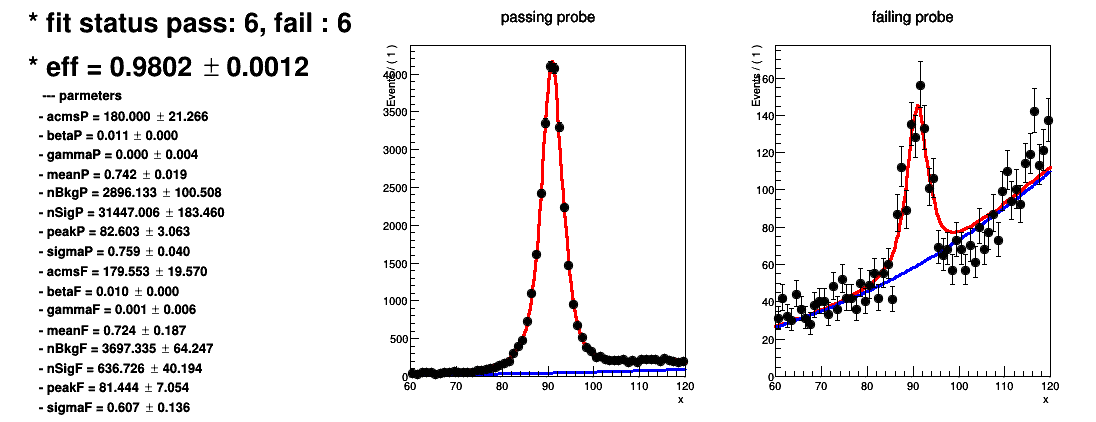 * fit status pass: 6, fail : 6
* eff = 0.9802 ± 0.0012
--- parmeters
- acmsP = 180.000 ± 21.266
- betaP = 0.011 ± 0.000
- gammaP = 0.000 ± 0.004
- meanP = 0.742 ± 0.019
- nBkgP = 2896.133 ± 100.508
- nSigP = 31447.006 ± 183.460
- peakP = 82.603 ± 3.063
- sigmaP = 0.759 ± 0.040
- acmsF = 179.553 ± 19.570
- betaF = 0.010 ± 0.000
- gammaF = 0.001 ± 0.006
- meanF = 0.724 ± 0.187
- nBkgF = 3697.335 ± 64.247
- nSigF = 636.726 ± 40.194
- peakF = 81.444 ± 7.054
- sigmaF = 0.607 ± 0.136
passing probe
Events / ( 1 )
4000
3500
3000
2500
2000
1500
1000
500
0
60 70 80 90 100 110 120
x
failing probe
Events / ( 1 )
160
140
120
100
80
60
40
20
0
60 70 80 90 100 110 120
x